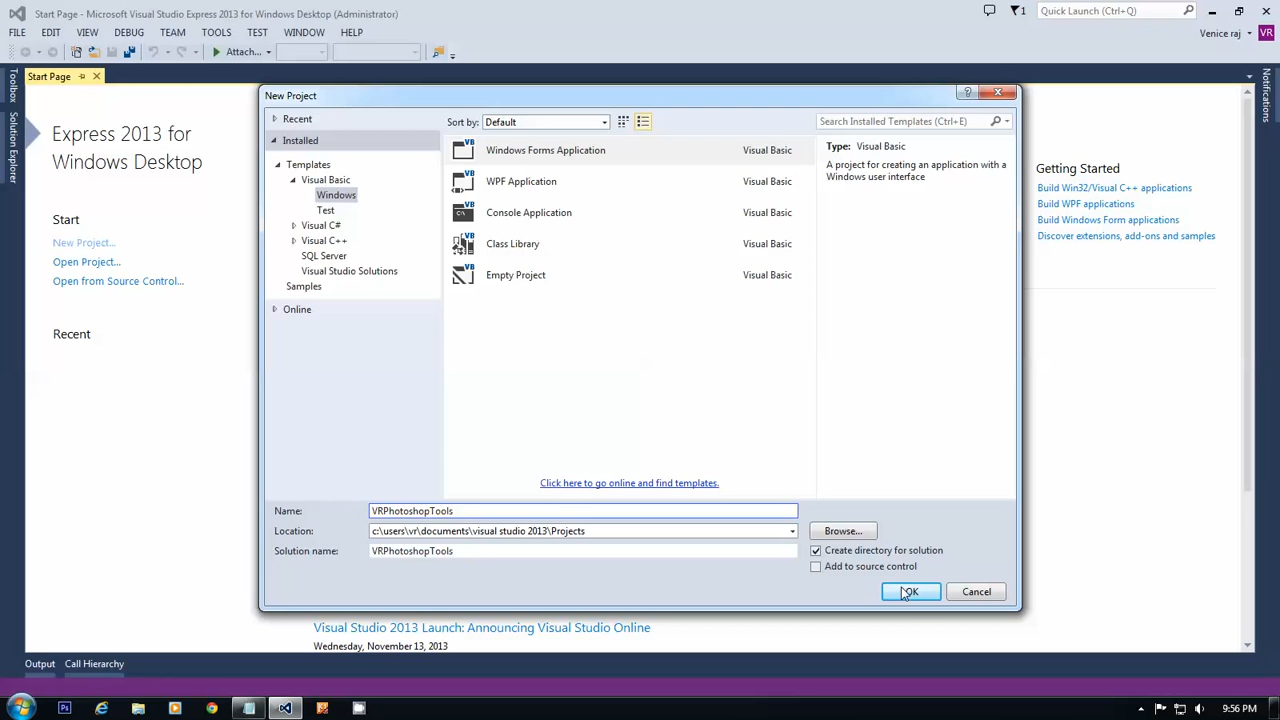 Start Page - Microsoft Visual Studio Express 2013 for Windows Desktop (Administrator)
1
Quick Launch (Ctrl+Q)
FILE EDIT VIEW DEBUG TEAM TOOLS TEST WINDOW HELP
Venice raj VR
Attach...
Toolbox
Solution Explorer
Notifications
Start Page
Express 2013 for
Windows Desktop
Start
New Project...
Open Project...
Open from Source Control...
Recent
New Project
Recent
Installed
Templates
Visual Basic
Windows
Test
Visual C#
Visual C++
SQL Server
Visual Studio Solutions
Samples
Online
Sort by: Default
Search Installed Templates (Ctrl+E)
VB Windows Forms Application Visual Basic
VB WPF Application Visual Basic
VB Console Application Visual Basic
VB Class Library Visual Basic
VB Empty Project Visual Basic
Click here to go online and find templates.
Type: Visual Basic
A project for creating an application with a
Windows user interface
Name: VRPhotoshopTools
Location: c:\users\vr\documents\visual studio 2013\Projects
Browse...
Solution name: VRPhotoshopTools
Create directory for solution
Add to source control
OK Cancel
Getting Started
Build Win32/Visual C++ applications
Build WPF applications
Build Windows Form applications
Discover extensions, add-ons and samples
Visual Studio 2013 Launch: Announcing Visual Studio Online
Wednesday, November 13, 2013
Output Call Hierarchy
Ps
9:56 PM